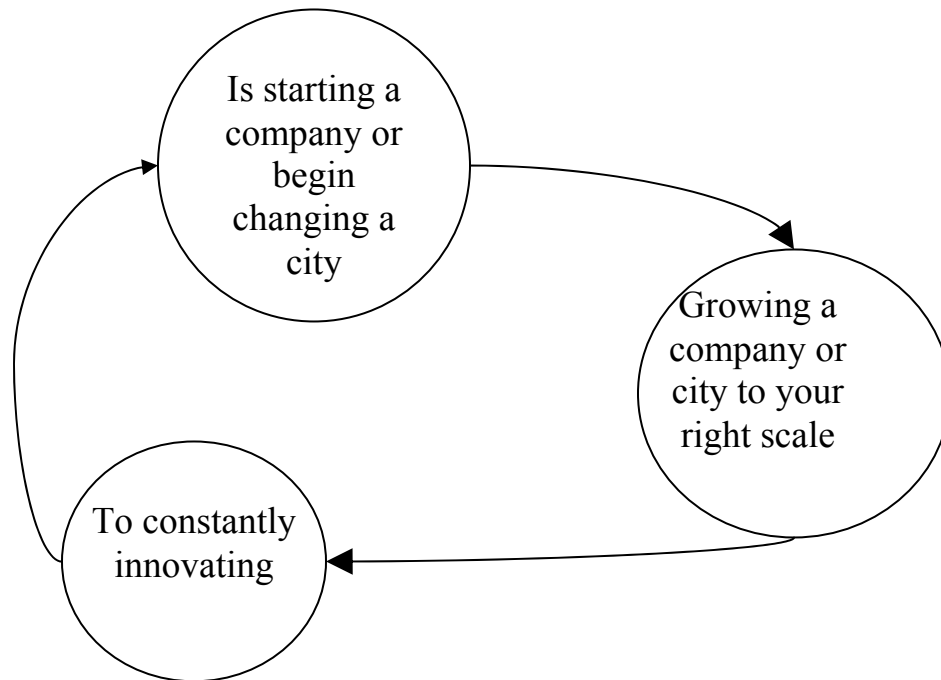 Is starting a
company or
begin
changing a
city
Growing a
company or
city to your
right scale
To constantly
innovating